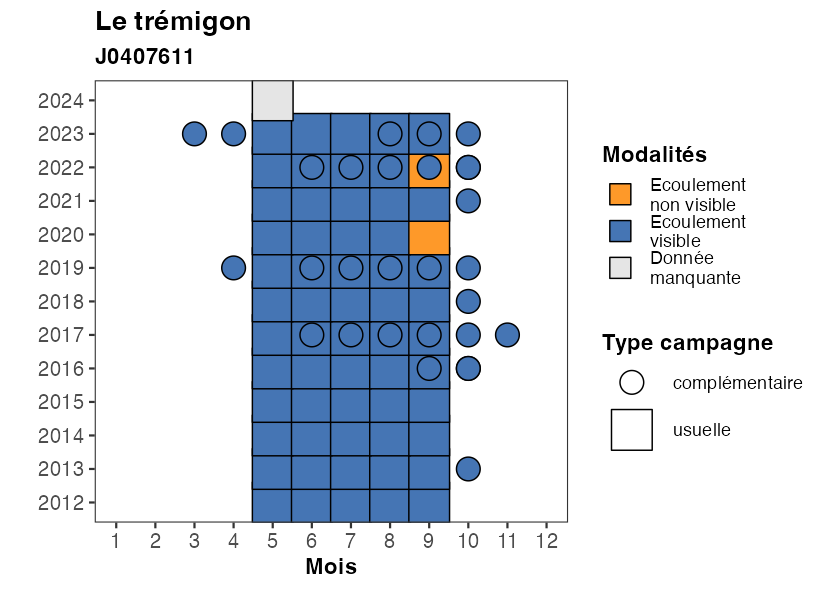 Le trémigon
J0407611
2024
2023
2022
2021
2020
2019
2018
2017
2016
2015
2014
2013
2012
1 2 3 4 5 6 7 8 9 10 11 12
Mois
Modalités
Ecoulement
non visible
Ecoulement
visible
Donnée
manquante
Type campagne
complémentaire
usuelle